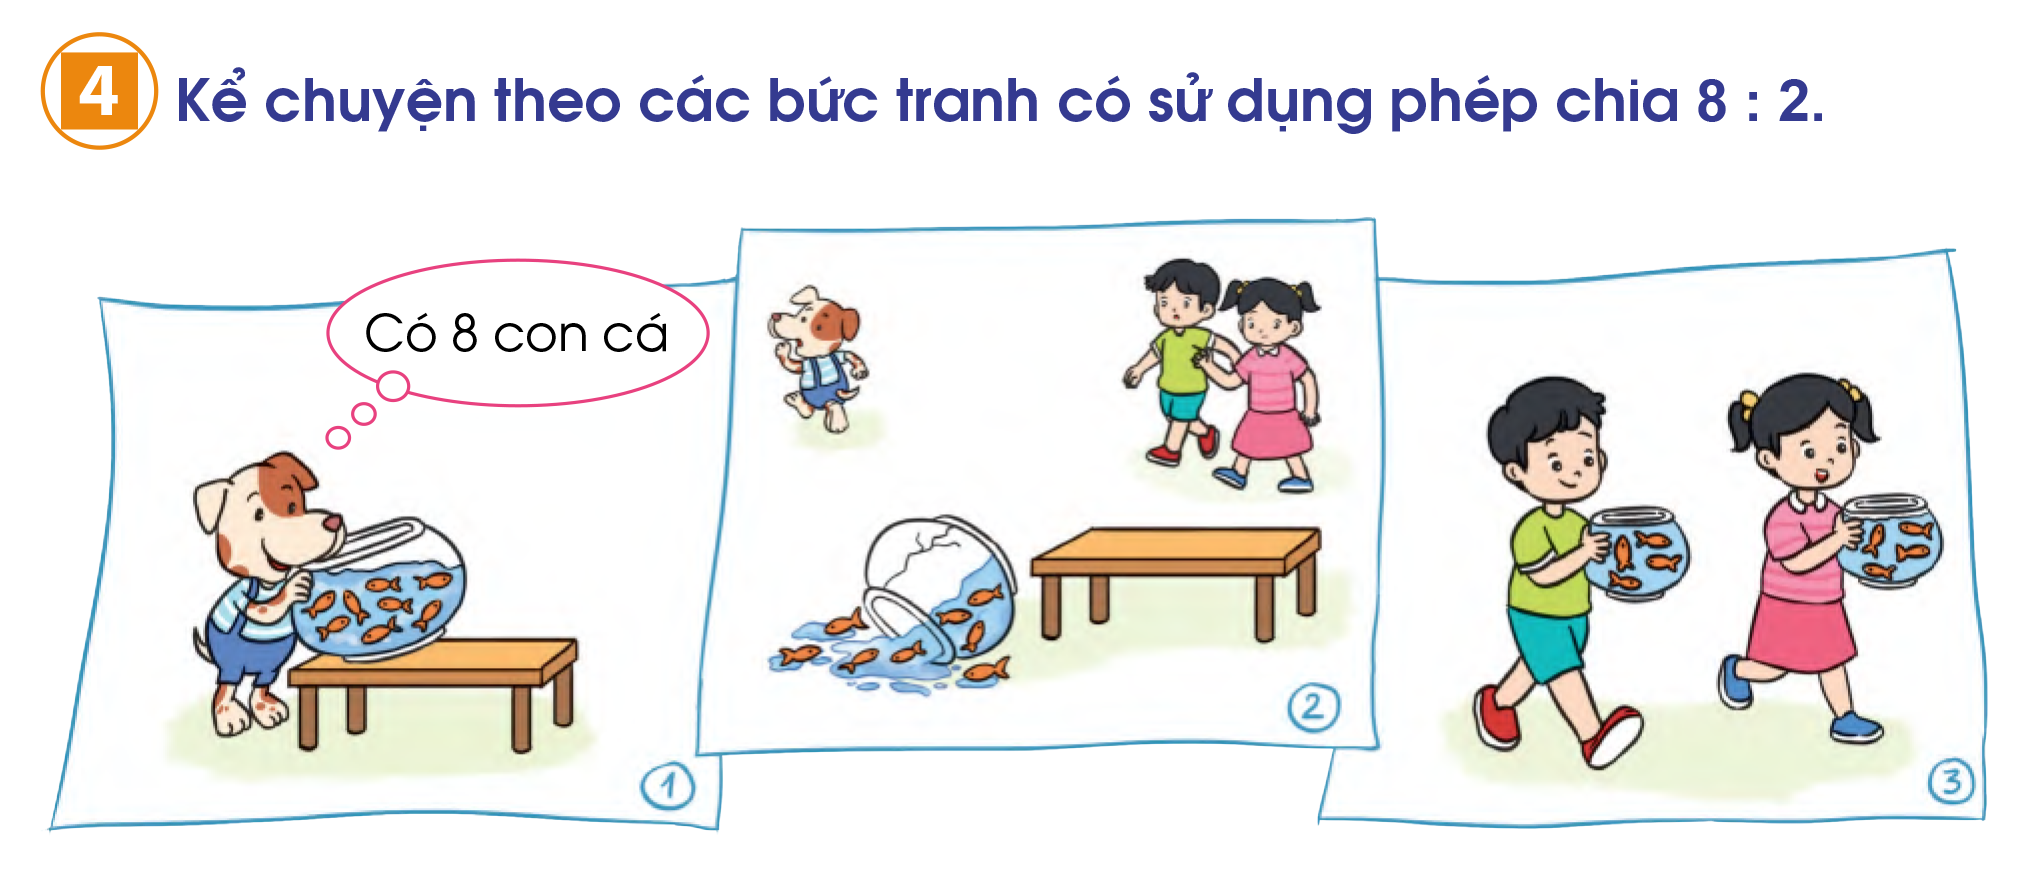 4 Kể chuyện theo các bức tranh có sử dụng phép chia 8 : 2.
Có 8 con cá
1
2
3